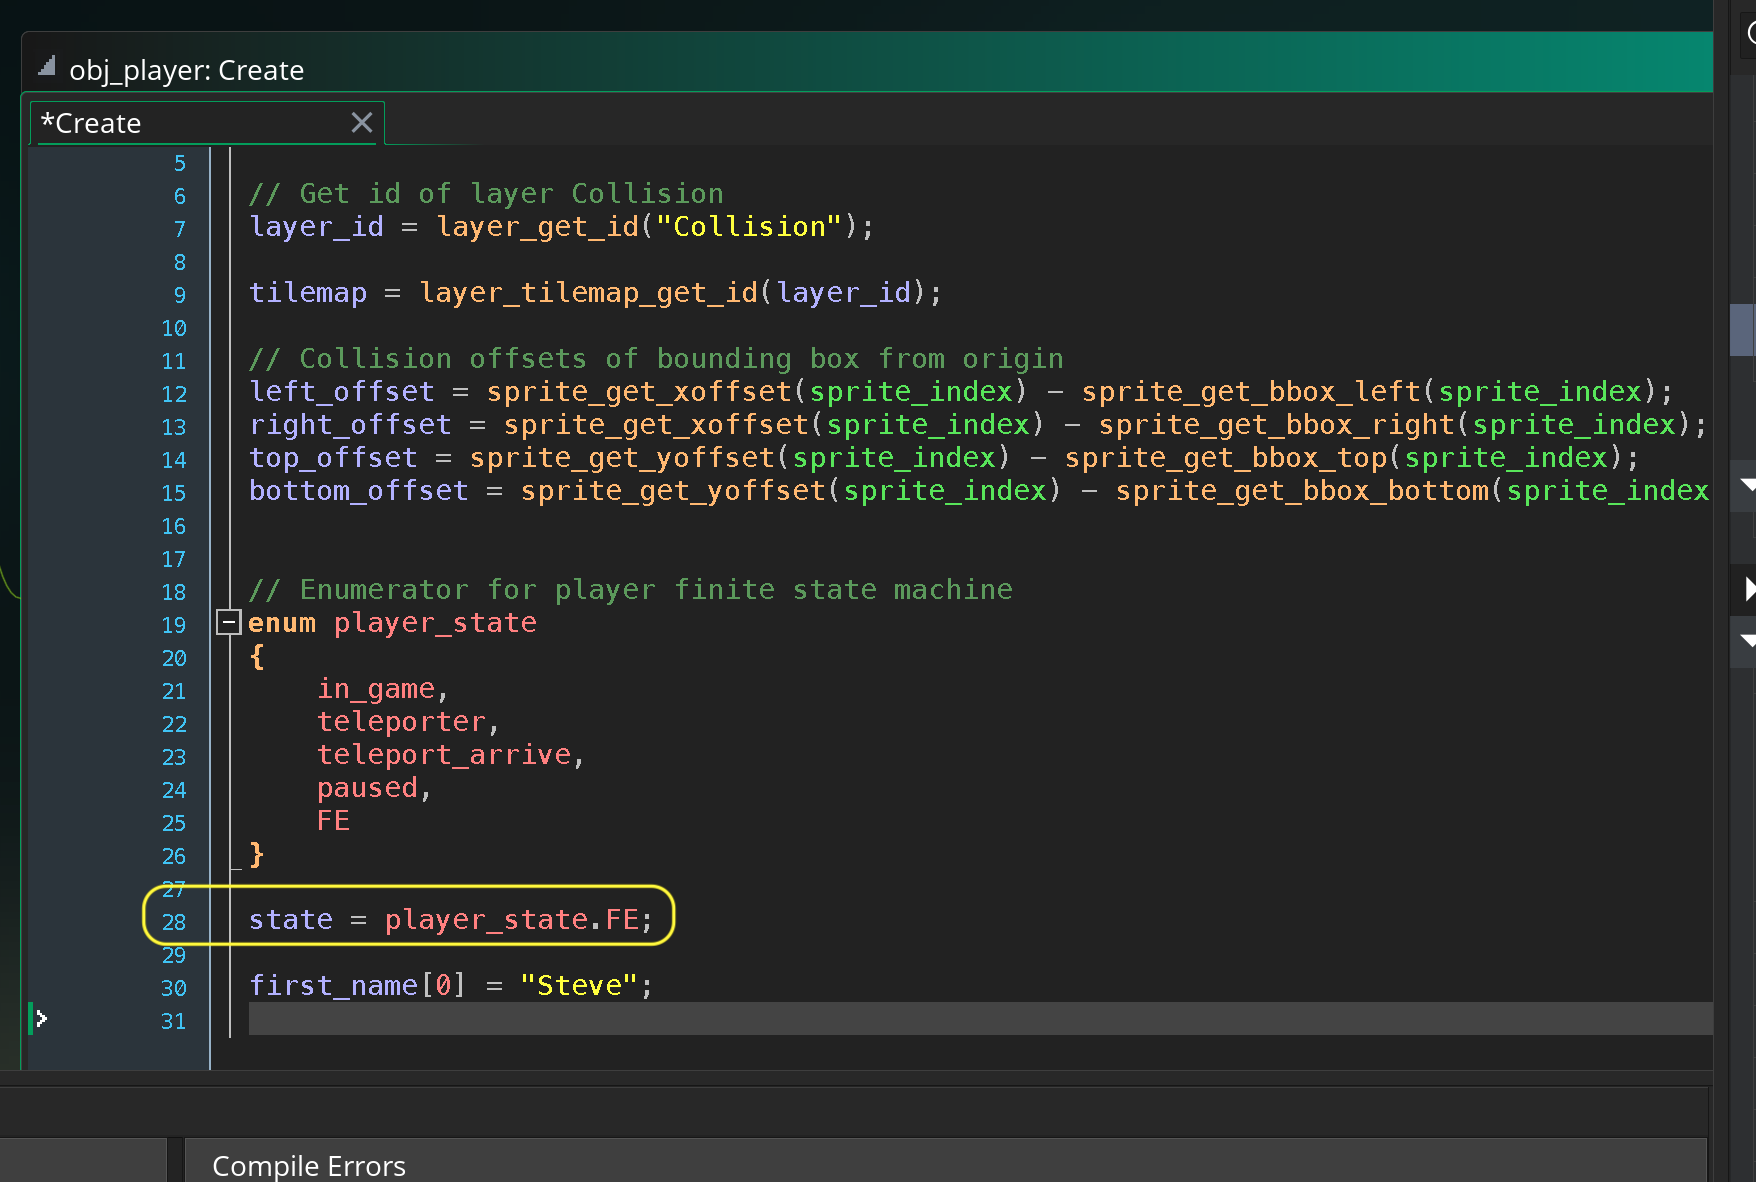 obj_player: Create
*Create
5
6 // Get id of layer Collision
7 layer_id = layer_get_id("Collision");
8
9 tilemap = layer_tilemap_get_id(layer_id);
10
11 // Collision offsets of bounding box from origin
12 left_offset = sprite_get_xoffset(sprite_index) - sprite_get_bbox_left(sprite_index);
13 right_offset = sprite_get_xoffset(sprite_index) - sprite_get_bbox_right(sprite_index);
14 top_offset = sprite_get_yoffset(sprite_index) - sprite_get_bbox_top(sprite_index);
15 bottom_offset = sprite_get_yoffset(sprite_index) - sprite_get_bbox_bottom(sprite_index
16
17
18 // Enumerator for player finite state machine
19 enum player_state
20 {
21 in_game,
22 teleporter,
23 teleport_arrive,
24 paused,
25 FE
26 }
27
28 state = player_state.FE;
29
30 first_name[0] = "Steve";
31
Compile Errors